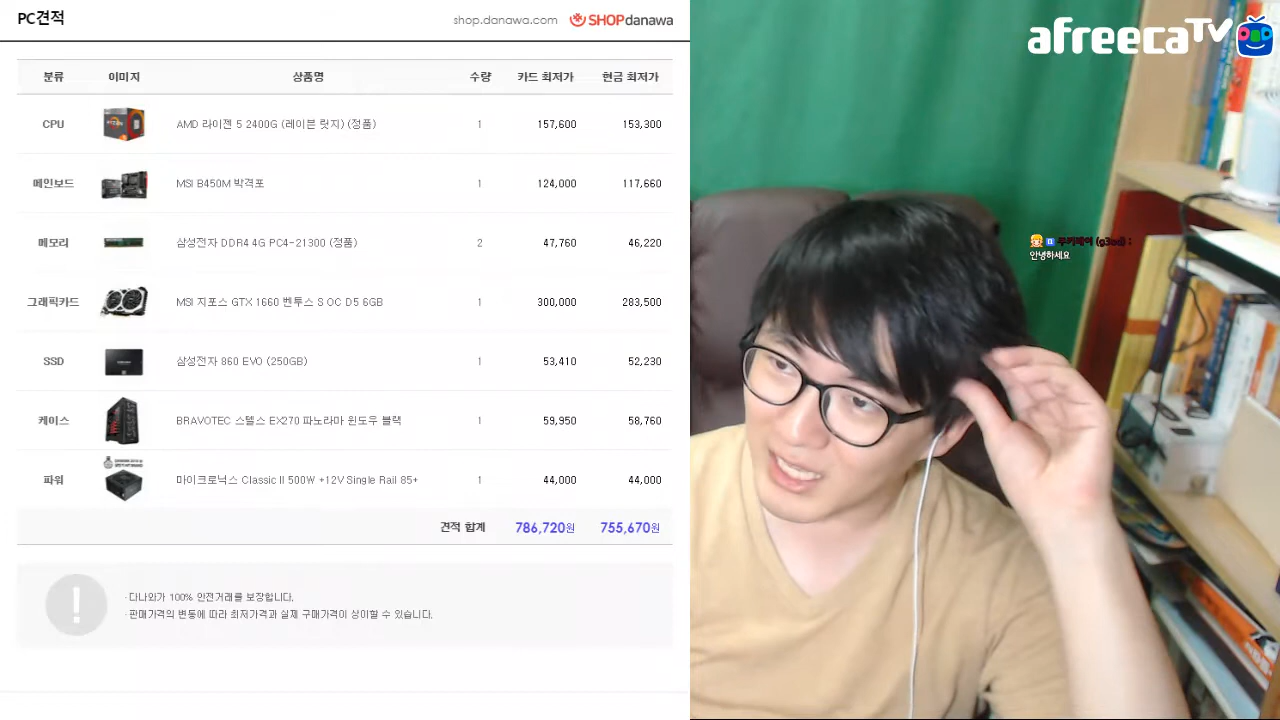 PC견적
shop.danawa.com SHOPdanawa
분류 이미지 상품명 수량 카드 최저가 현금 최저가
CPU AMD 라이젠 5 2400G (레이븐 릿지) (정품) 1 157,600 153,300
메인보드 MSI B450M 박격포 1 124,000 117,660
메모리 삼성전자 DDR4 4G PC4-21300 (정품) 2 47,760 46,220
그래픽카드 MSI 지포스 GTX 1660 벤투스 S OC D5 6GB 1 300,000 283,500
SSD 삼성전자 860 EVO (250GB) 1 53,410 52,230
케이스 BRAVOTEC 스텔스 EX270 파노라마 윈도우 블랙 1 59,950 58,760
파워 마이크로닉스 Classic II 500W +12V Single Rail 85+ 1 44,000 44,000
견적 합계 786,720원 755,670원
·다나와가 100% 안전거래를 보장합니다.
·판매가격의 변동에 따라 최저가격과 실제 구매가격이 상이할 수 있습니다.
afreecaTV
안녕하세요